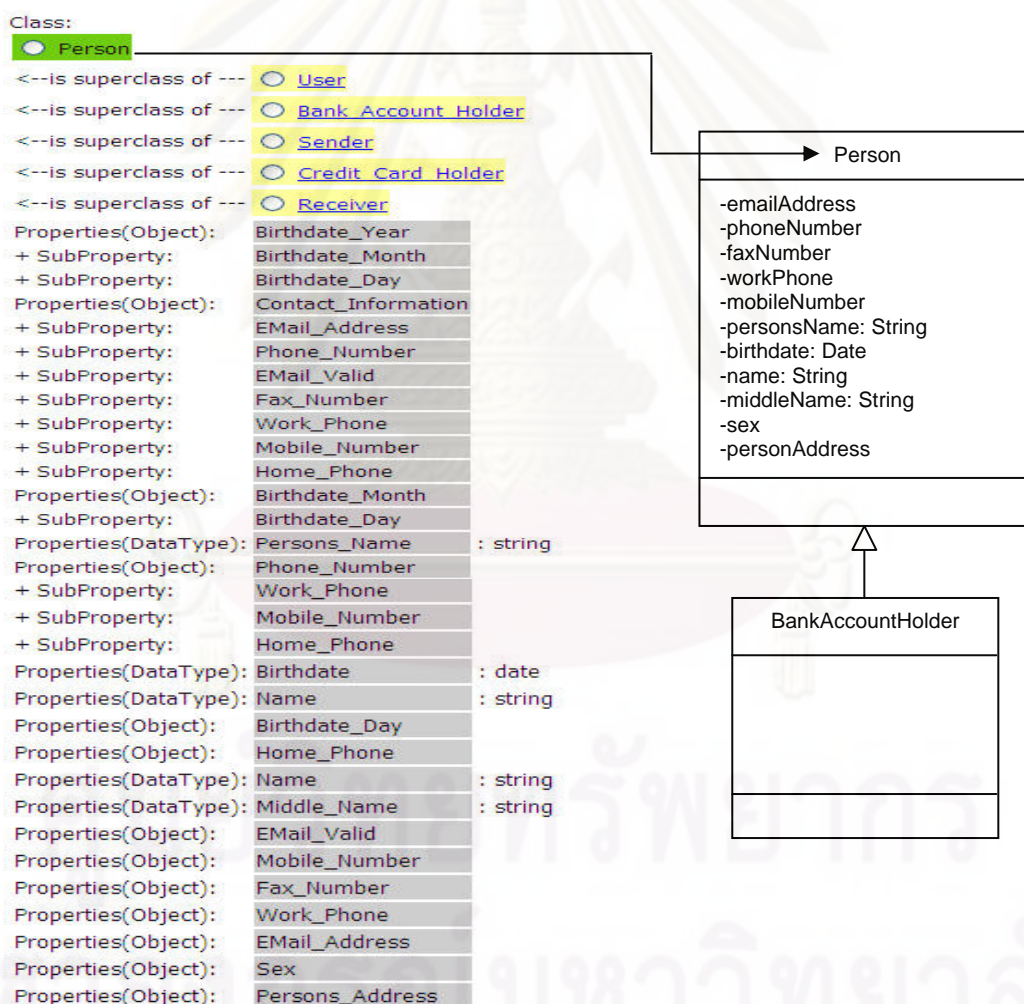 Class:
Person
<--is superclass of --- User
<--is superclass of --- Bank_Account_Holder
<--is superclass of --- Sender
<--is superclass of --- Credit_Card_Holder
<--is superclass of --- Receiver
Properties(Object): Birthdate_Year
+ SubProperty: Birthdate_Month
+ SubProperty: Birthdate_Day
Properties(Object): Contact_Information
+ SubProperty: EMail_Address
+ SubProperty: Phone_Number
+ SubProperty: EMail_Valid
+ SubProperty: Fax_Number
+ SubProperty: Work_Phone
+ SubProperty: Mobile_Number
+ SubProperty: Home_Phone
Properties(Object): Birthdate_Month
+ SubProperty: Birthdate_Day
Properties(DataType): Persons_Name : string
Properties(Object): Phone_Number
+ SubProperty: Work_Phone
+ SubProperty: Mobile_Number
+ SubProperty: Home_Phone
Properties(DataType): Birthdate : date
Properties(DataType): Name : string
Properties(Object): Birthdate_Day
Properties(Object): Home_Phone
Properties(DataType): Name : string
Properties(DataType): Middle_Name : string
Properties(Object): EMail_Valid
Properties(Object): Mobile_Number
Properties(Object): Fax_Number
Properties(Object): Work_Phone
Properties(Object): EMail_Address
Properties(Object): Sex
Properties(Object): Persons_Address
Person
-emailAddress
-phoneNumber
-faxNumber
-workPhone
-mobileNumber
-personsName: String
-birthdate: Date
-name: String
-middleName: String
-sex
-personAddress
BankAccountHolder